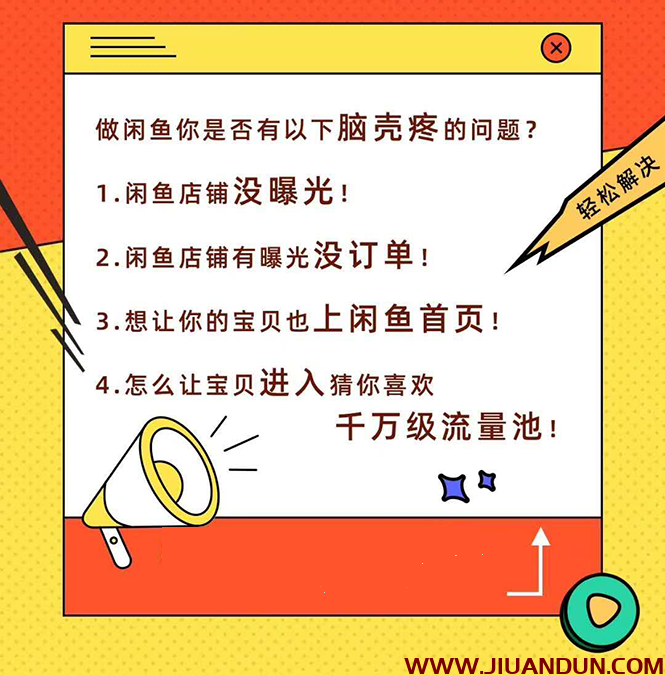 做闲鱼你是否有以下脑壳疼的问题?
1.闲鱼店铺没曝光!
轻松解决
2.闲鱼店铺有曝光没订单!
3.想让你的宝贝也上闲鱼首页!
4.怎么让宝贝进入猜你喜欢
千万级流量池!
WWW.JIUANDUN.COM